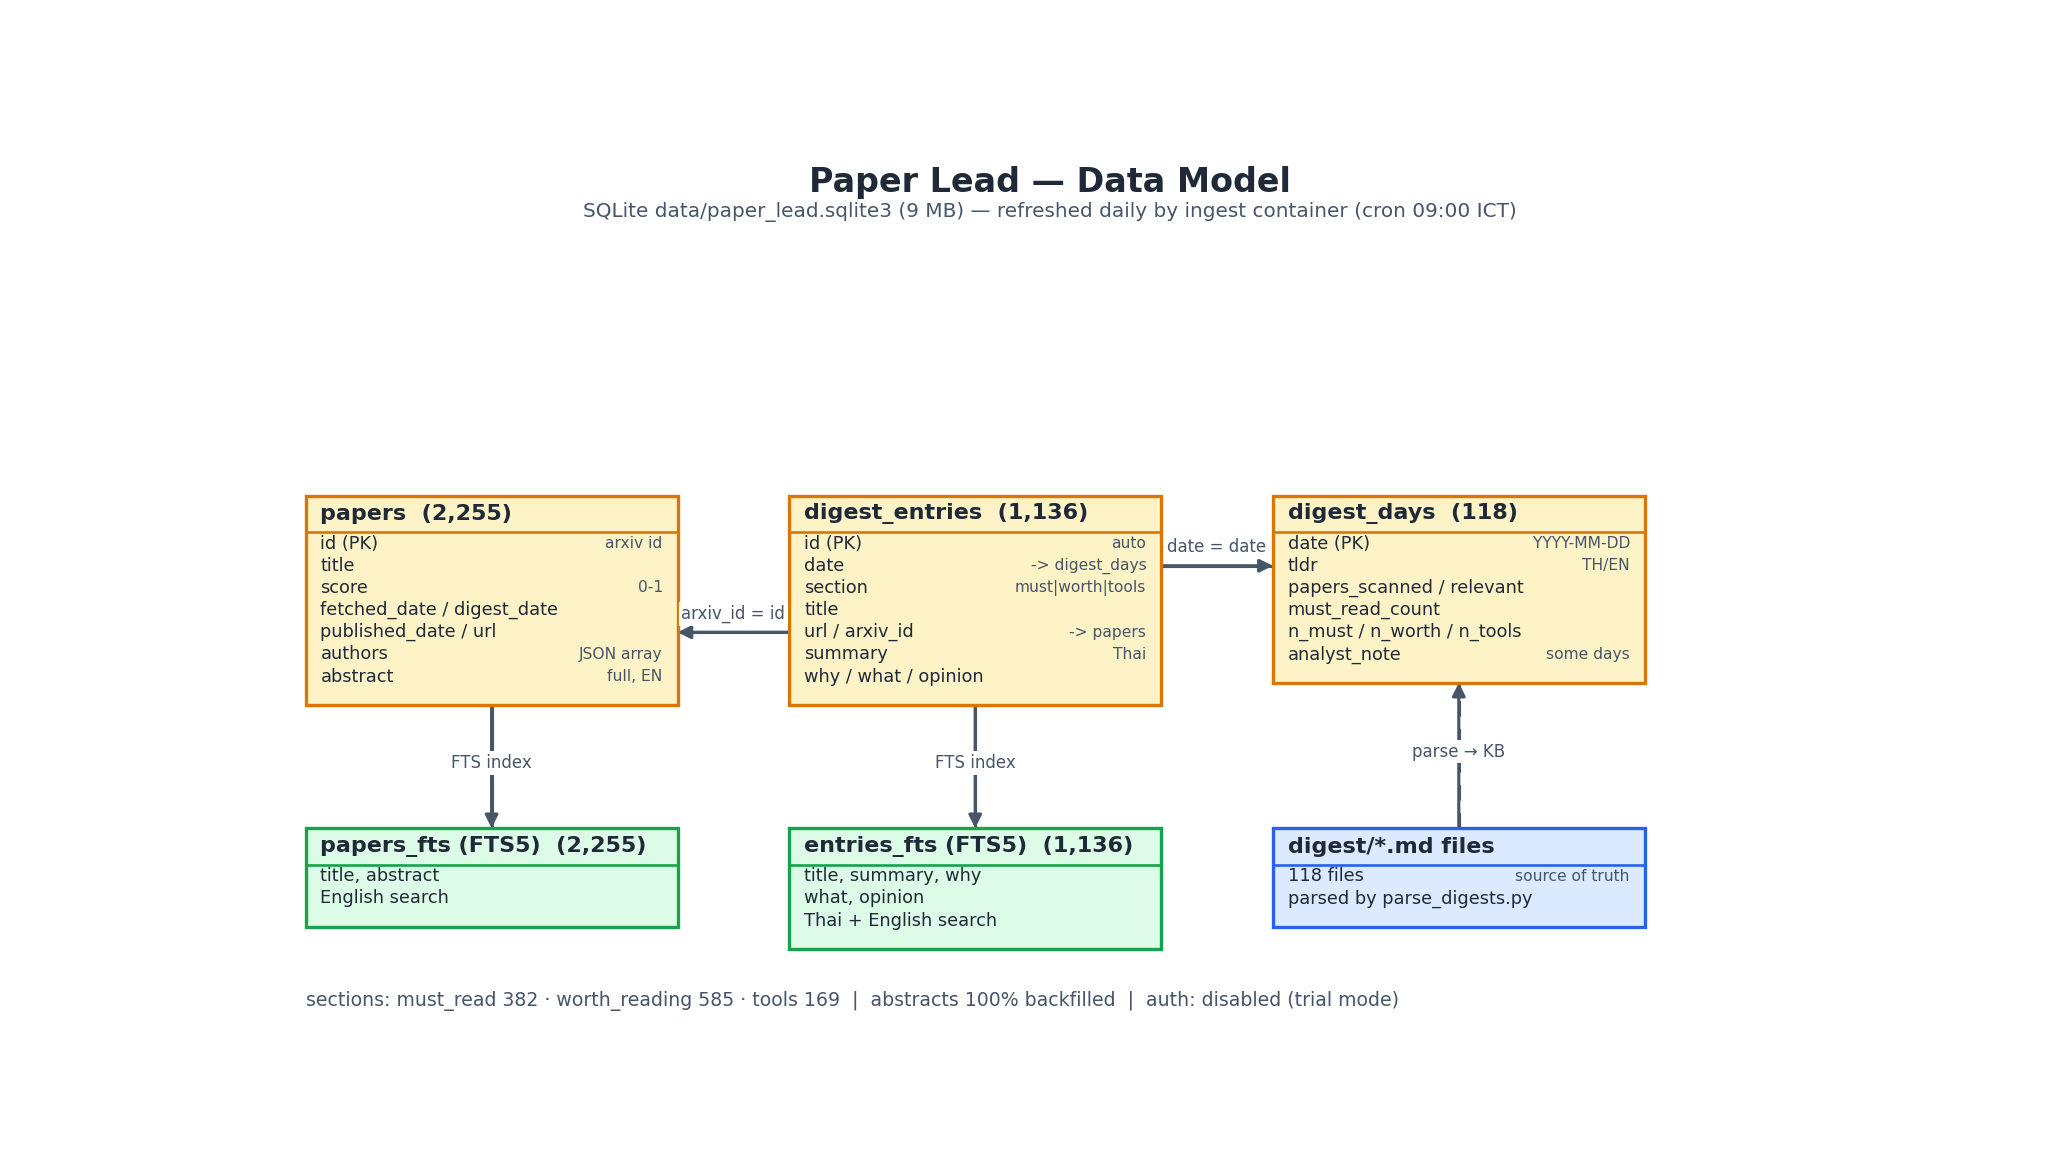 Paper Lead — Data Model
SQLite data/paper_lead.sqlite3 (9 MB) — refreshed daily by ingest container (cron 09:00 ICT)
papers (2,255)
id (PK) arxiv id
title
score 0-1
fetched_date / digest_date
published_date / url
authors JSON array
abstract full, EN
arxiv_id = id
digest_entries (1,136)
id (PK) auto
date -> digest_days
section must|worth|tools
title
url / arxiv_id -> papers
summary Thai
why / what / opinion
date = date
digest_days (118)
date (PK) YYYY-MM-DD
tldr TH/EN
papers_scanned / relevant
must_read_count
n_must / n_worth / n_tools
analyst_note some days
FTS index
FTS index
parse → KB
papers_fts (FTS5) (2,255)
title, abstract
English search
entries_fts (FTS5) (1,136)
title, summary, why
what, opinion
Thai + English search
digest/*.md files
118 files source of truth
parsed by parse_digests.py
sections: must_read 382 · worth_reading 585 · tools 169 | abstracts 100% backfilled | auth: disabled (trial mode)